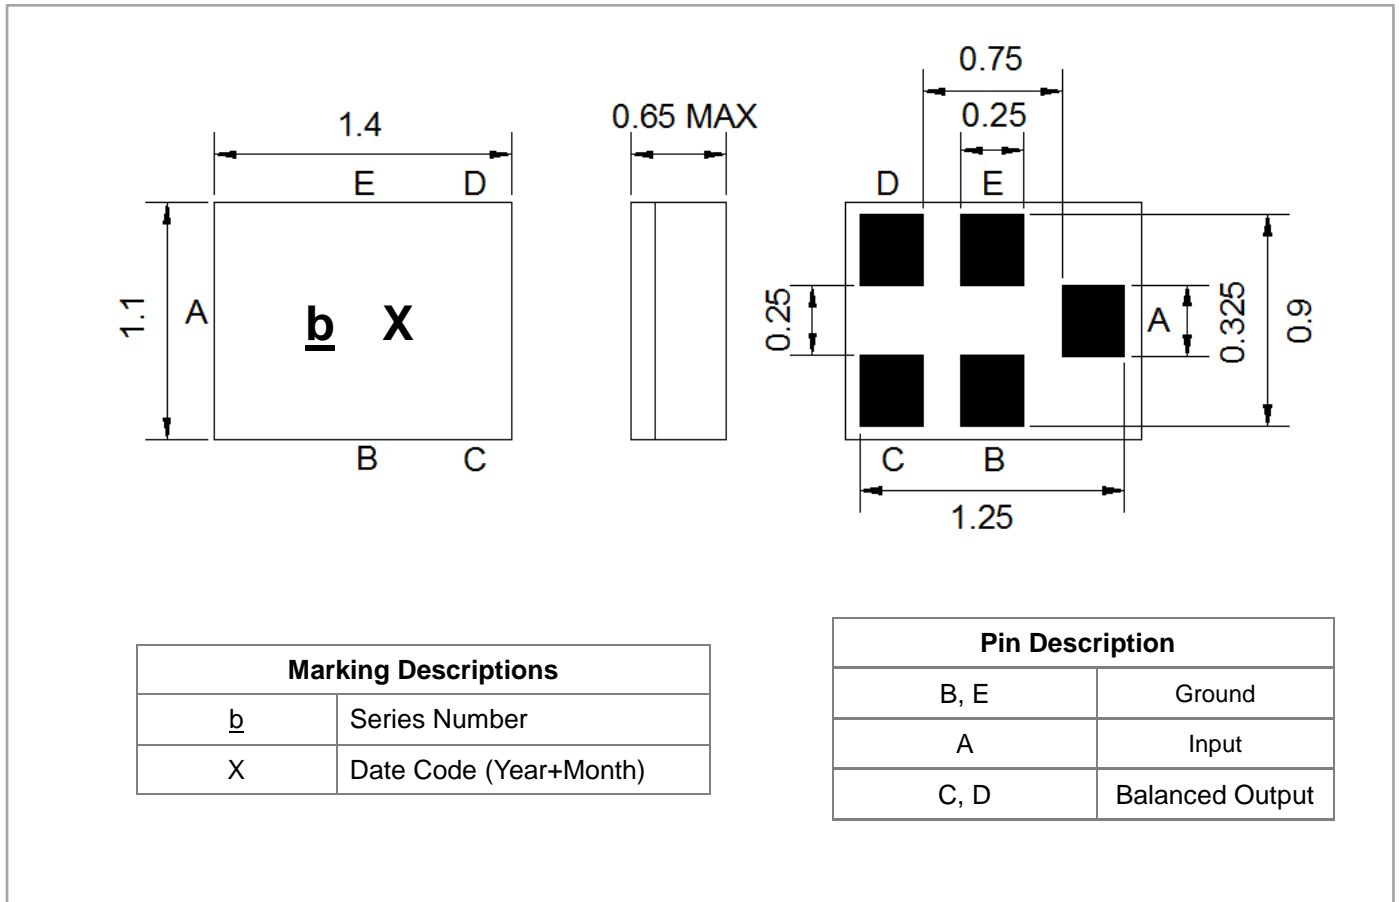 0.75
1.4
0.65 MAX
0.25
E D
D E
1.1
A
b X
0.25
A
0.325
0.9
B C
C B
1.25
Marking Descriptions
b Series Number
X Date Code (Year+Month)
Pin Description
B, E Ground
A Input
C, D Balanced Output